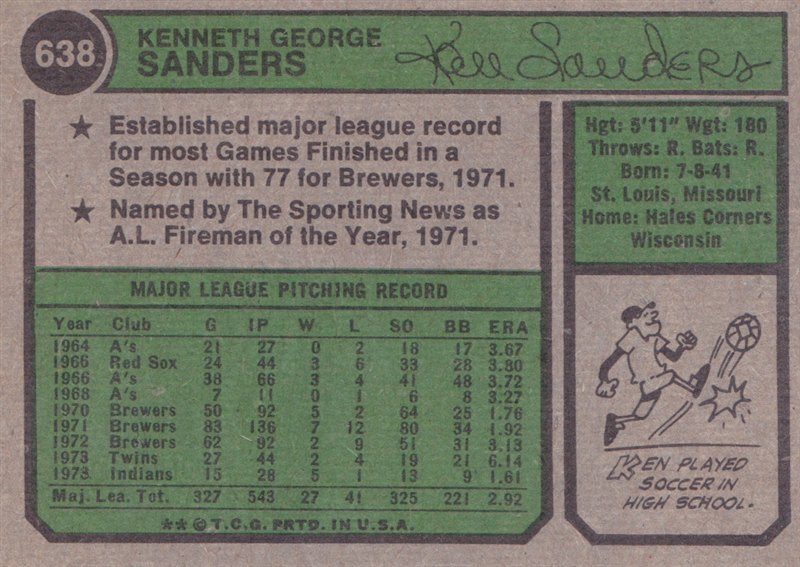 638
KENNETH GEORGE
SANDERS
Ken Sanders
★ Established major league record
for most Games Finished in a
Season with 77 for Brewers, 1971.
★ Named by The Sporting News as
A.L. Fireman of the Year, 1971.
Hgt: 5'11" Wgt: 180
Throws: R. Bats: R.
Born: 7-8-41
St. Louis, Missouri
Home: Hales Corners
Wisconsin
MAJOR LEAGUE PITCHING RECORD
Year Club G IP W L SO BB ERA
1964 A's 21 27 0 2 18 17 3.67
1966 Red Sox 24 44 3 6 33 28 3.80
1966 A's 38 66 3 4 41 48 3.72
1968 A's 7 11 0 1 6 8 3.27
1970 Brewers 50 92 5 2 64 25 1.76
1971 Brewers 83 136 7 12 80 34 1.92
1972 Brewers 62 92 2 9 51 31 3.13
1973 Twins 27 44 2 4 19 21 6.14
1973 Indians 15 28 5 1 13 9 1.61
Maj. Lea. Tot. 327 543 27 41 325 221 2.92
**©T.C.G. PRTD. IN U.S.A.
KEN PLAYED
SOCCER IN
HIGH SCHOOL.